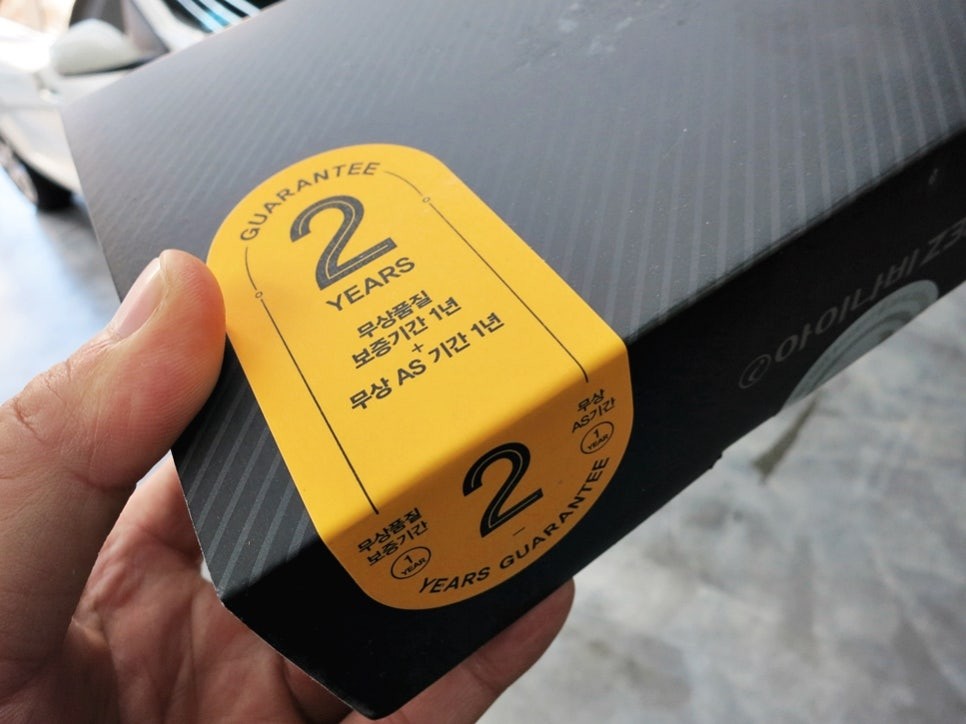 GUARANTEE
2
YEARS
무상품질
보증기간 1년
+
무상 AS 기간 1년
무상
AS기간
1
YEAR
2
무상품질
보증기간
1
YEAR
YEARS GUARANTEE
아이나비